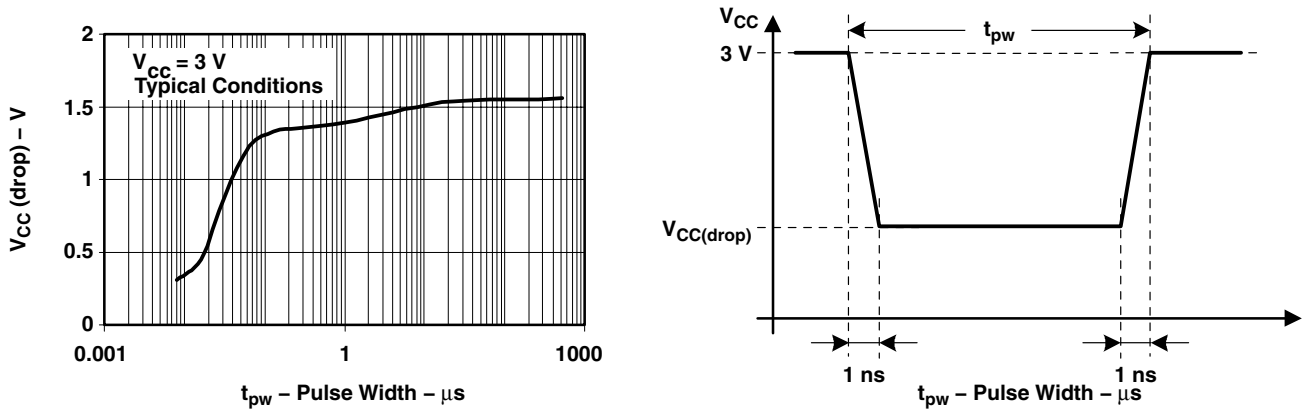 2
1.5
1
0.5
0
V_CC (drop) – V
V_cc = 3 V
Typical Conditions
0.001
1
1000
t_pw – Pulse Width – μs
V_CC
3 V
t_pw
V_CC(drop)
1 ns
1 ns
t_pw – Pulse Width – μs